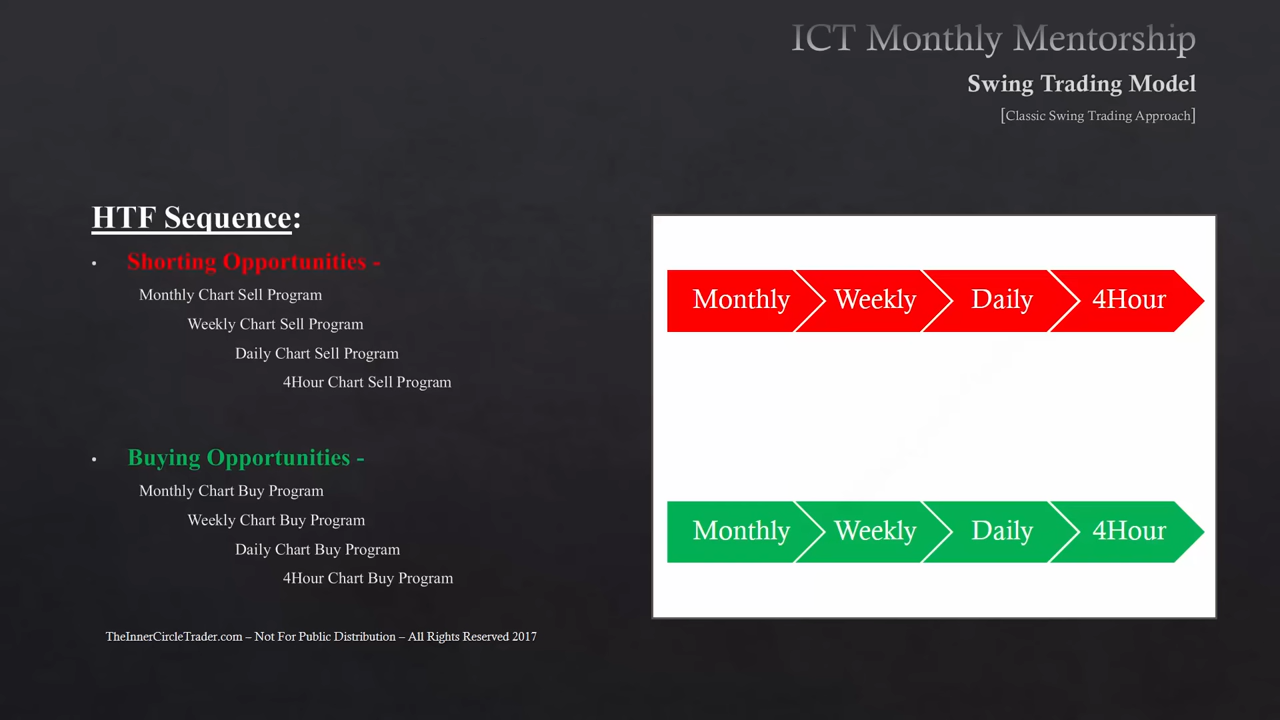 ICT Monthly Mentorship
Swing Trading Model
[Classic Swing Trading Approach]
HTF Sequence:
• Shorting Opportunities -
Monthly Chart Sell Program
Weekly Chart Sell Program
Daily Chart Sell Program
4Hour Chart Sell Program
• Buying Opportunities -
Monthly Chart Buy Program
Weekly Chart Buy Program
Daily Chart Buy Program
4Hour Chart Buy Program
TheInnerCircleTrader.com – Not For Public Distribution – All Rights Reserved 2017
Monthly Weekly Daily 4Hour
Monthly Weekly Daily 4Hour